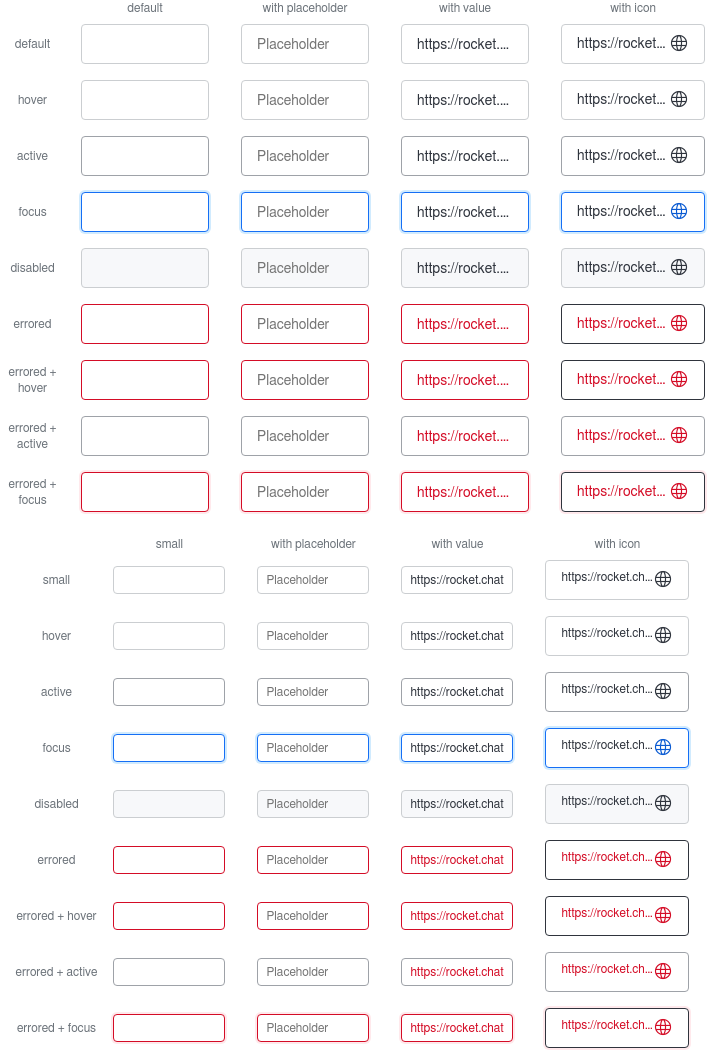 default with placeholder with value with icon
default Placeholder https://rocket.... https://rocket...
hover Placeholder https://rocket.... https://rocket...
active Placeholder https://rocket.... https://rocket...
focus Placeholder https://rocket.... https://rocket...
disabled Placeholder https://rocket.... https://rocket...
errored Placeholder https://rocket.... https://rocket...
errored +
hover Placeholder https://rocket.... https://rocket...
errored +
active Placeholder https://rocket.... https://rocket...
errored +
focus Placeholder https://rocket.... https://rocket...
small with placeholder with value with icon
small Placeholder https://rocket.chat https://rocket.ch...
hover Placeholder https://rocket.chat https://rocket.ch...
active Placeholder https://rocket.chat https://rocket.ch...
focus Placeholder https://rocket.chat https://rocket.ch...
disabled Placeholder https://rocket.chat https://rocket.ch...
errored Placeholder https://rocket.chat https://rocket.ch...
errored + hover Placeholder https://rocket.chat https://rocket.ch...
errored + active Placeholder https://rocket.chat https://rocket.ch...
errored + focus Placeholder https://rocket.chat https://rocket.ch...